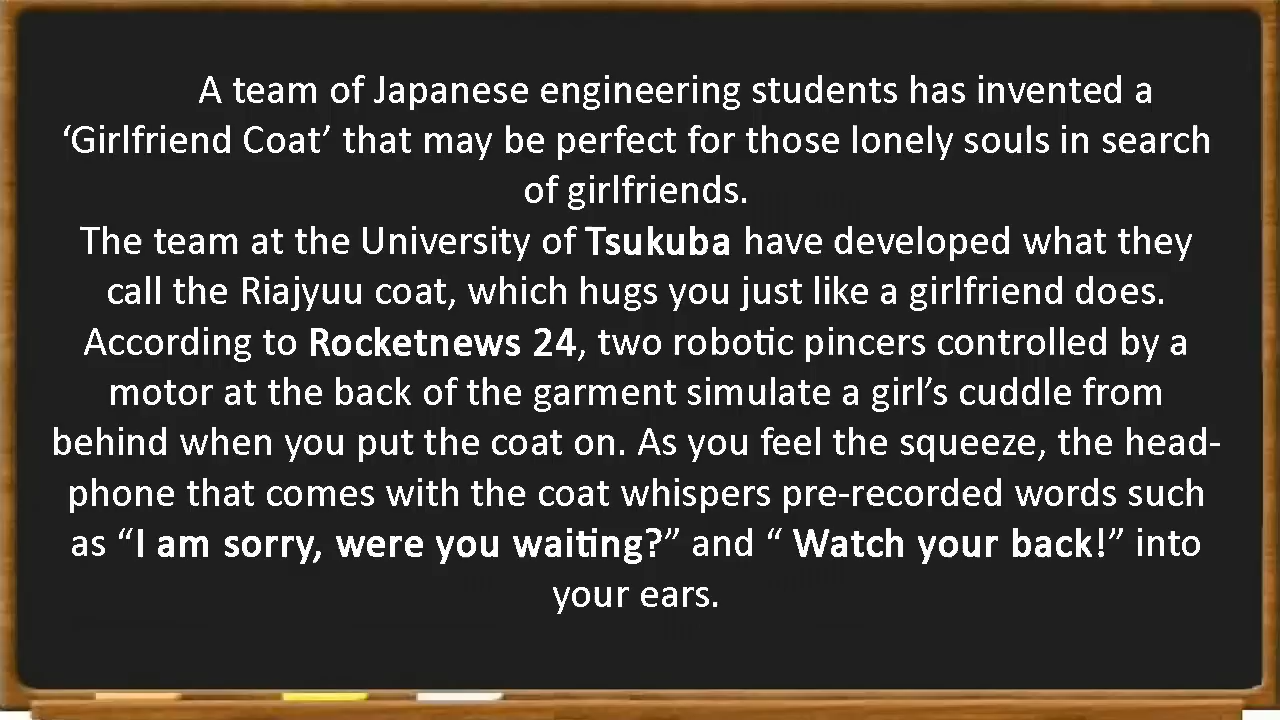 A team of Japanese engineering students has invented a
‘Girlfriend Coat’ that may be perfect for those lonely souls in search
of girlfriends.
The team at the University of Tsukuba have developed what they
call the Riajyuu coat, which hugs you just like a girlfriend does.
According to Rocketnews 24, two robotic pincers controlled by a
motor at the back of the garment simulate a girl’s cuddle from
behind when you put the coat on. As you feel the squeeze, the head-
phone that comes with the coat whispers pre-recorded words such
as “I am sorry, were you waiting?” and “ Watch your back!” into
your ears.